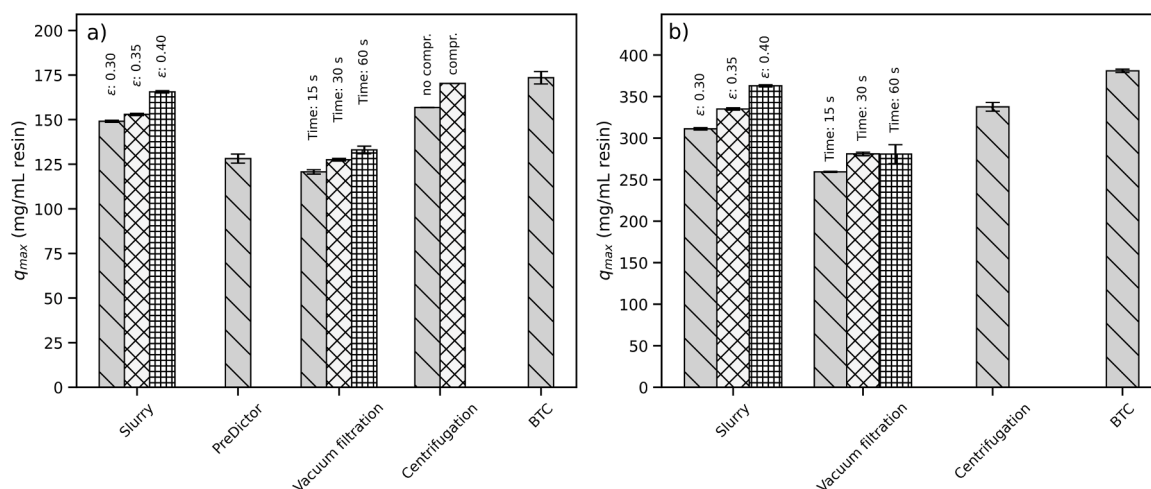 a)
q_max (mg/mL resin)
200
175
150
125
100
75
50
25
0
ε: 0.30
ε: 0.35
ε: 0.40
Time: 15 s
Time: 30 s
Time: 60 s
no compr.
compr.
Slurry
PreDictor
Vacuum filtration
Centrifugation
BTC
b)
q_max (mg/mL resin)
400
350
300
250
200
150
100
50
0
ε: 0.30
ε: 0.35
ε: 0.40
Time: 15 s
Time: 30 s
Time: 60 s
Slurry
Vacuum filtration
Centrifugation
BTC